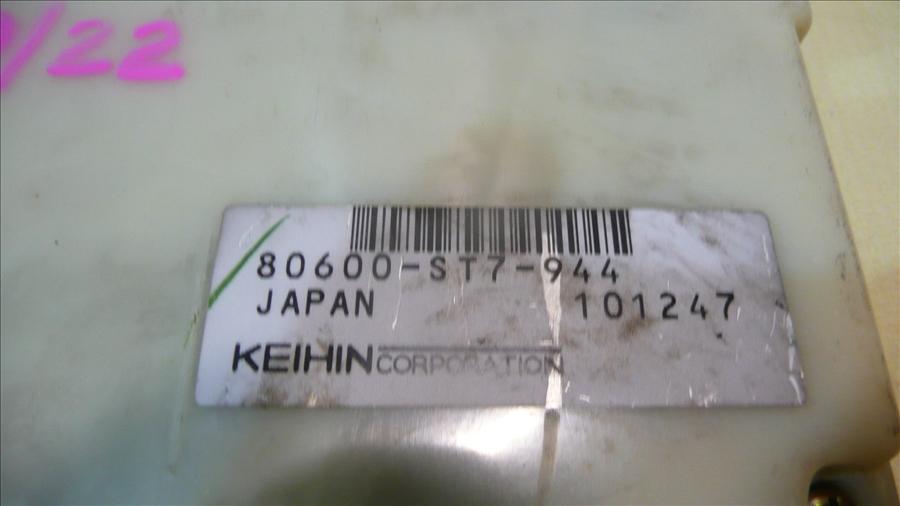 /22
80600-ST7-944
JAPAN 101247
KEIHIN CORPORATION